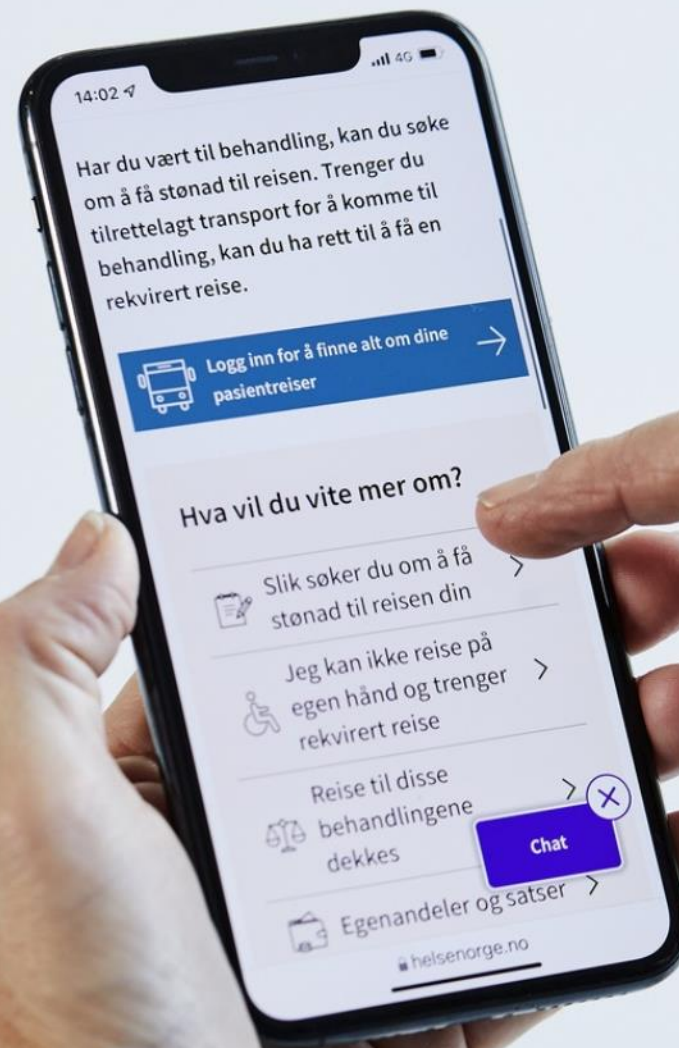 14:02
4G
Har du vært til behandling, kan du søke
om å få stønad til reisen. Trenger du
tilrettelagt transport for å komme til
behandling, kan du ha rett til å få en
rekvirert reise.
Logg inn for å finne alt om dine
pasientreiser
Hva vil du vite mer om?
Slik søker du om å få
stønad til reisen din
Jeg kan ikke reise på
egen hånd og trenger
rekvirert reise
Reise til disse
behandlingene
dekkes
Chat
Egenandeler og satser
helsenorge.no